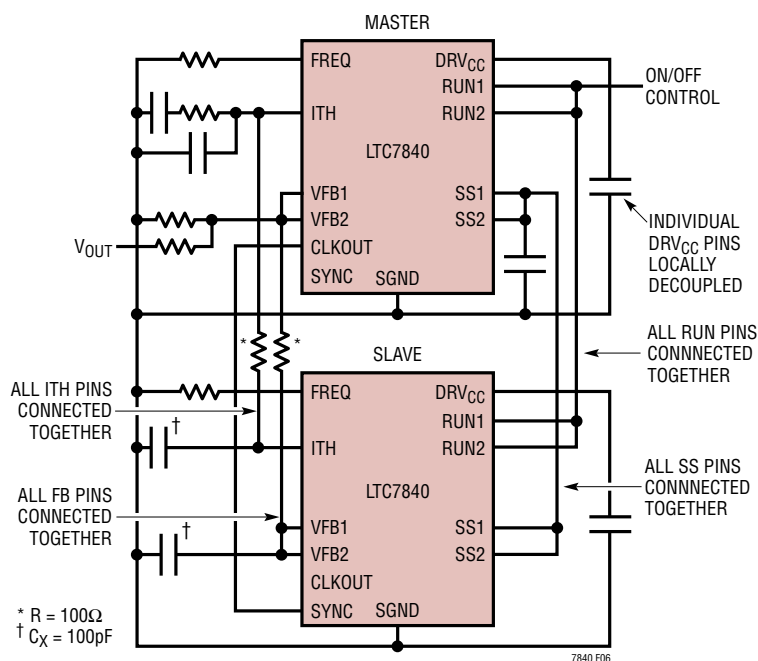 MASTER
FREQ
ITH
LTC7840
VFB1
VFB2
CLKOUT
SYNC
SGND
DRVCC
RUN1
RUN2
SS1
SS2
ON/OFF
CONTROL
VOUT
INDIVIDUAL
DRVCC PINS
LOCALLY
DECOUPLED
* *
ALL RUN PINS
CONNNECTED
TOGETHER
SLAVE
ALL ITH PINS
CONNECTED
TOGETHER
†
FREQ
ITH
LTC7840
VFB1
VFB2
CLKOUT
SYNC
SGND
DRVCC
RUN1
RUN2
SS1
SS2
ALL SS PINS
CONNNECTED
TOGETHER
ALL FB PINS
CONNECTED
TOGETHER
†
* R = 100Ω
† CX = 100pF
7840 F06